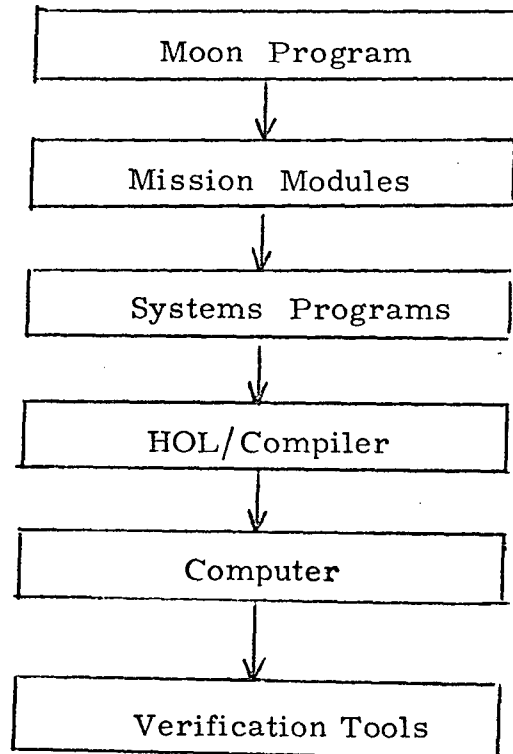 Moon Program
Mission Modules
Systems Programs
HOL/Compiler
Computer
Verification Tools